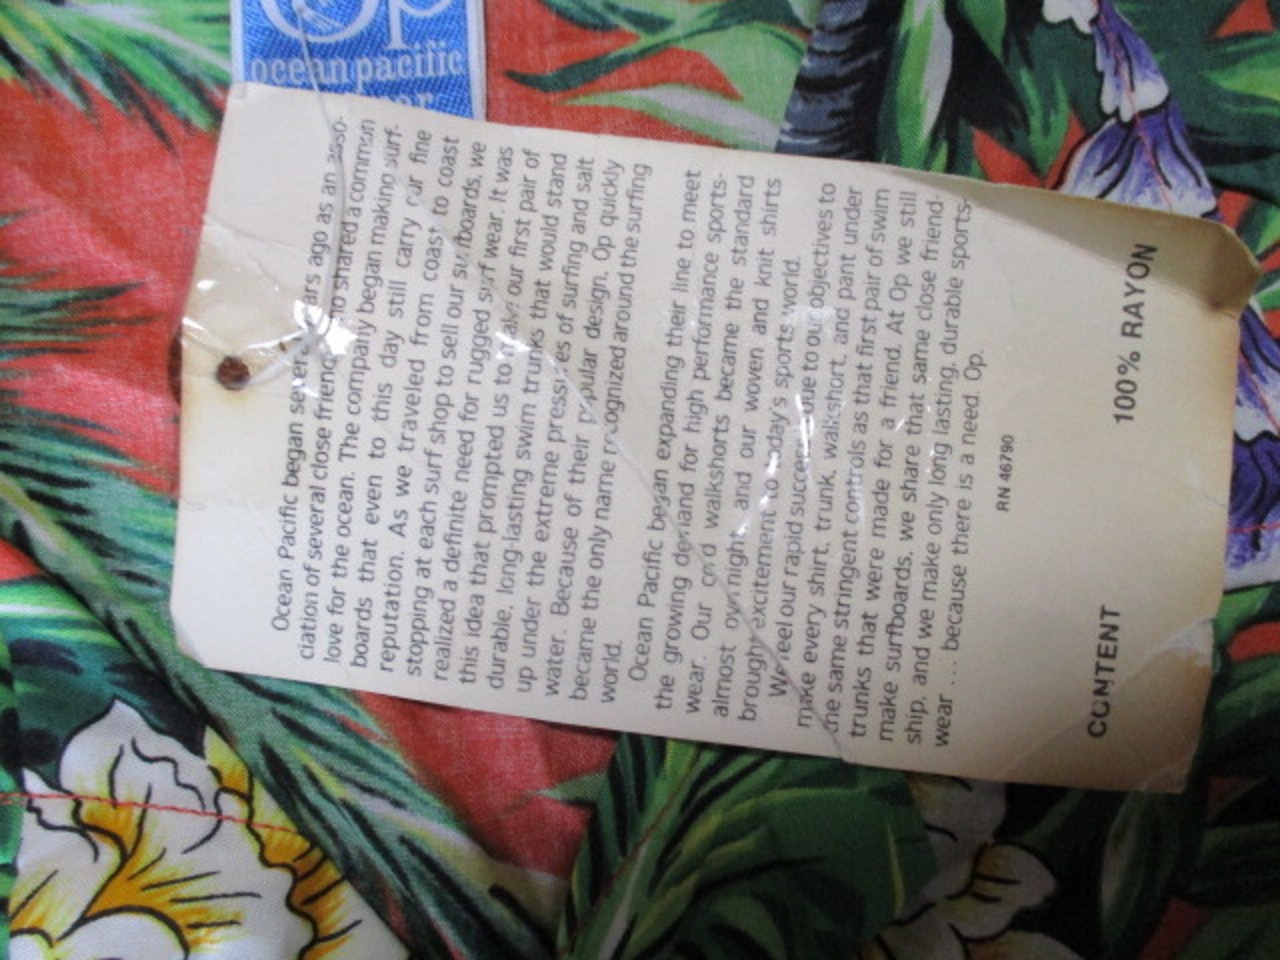 Op
ocean pacific
Ocean Pacific began several years ago as an asso-
ciation of several close friends who shared a common
love for the ocean. The company began making surf-
boards that even to this day still carry our fine
reputation. As we traveled from coast to coast
stopping at each surf shop to sell our surfboards, we
realized a definite need for rugged surf wear. It was
this idea that prompted us to make our first pair of
durable, long-lasting swim trunks that would stand
up under the extreme pressures of surfing and salt
water. Because of their popular design, Op quickly
became the only name recognized around the surfing
world.
Ocean Pacific began expanding their line to meet
the growing demand for high performance sports-
wear. Our cord walkshorts became the standard
almost overnight, and our woven and knit shirts
brought excitement to today's sports world.
We feel our rapid success due to our objectives to
make every shirt, trunk, walkshort, and pant under
the same stringent controls as that first pair of swim
trunks that were made for a friend. At Op we still
make surfboards, we share that same close friend-
ship, and we make only long lasting, durable sports-
wear ... because there is a need. Op.
RN 46790
CONTENT 100% RAYON